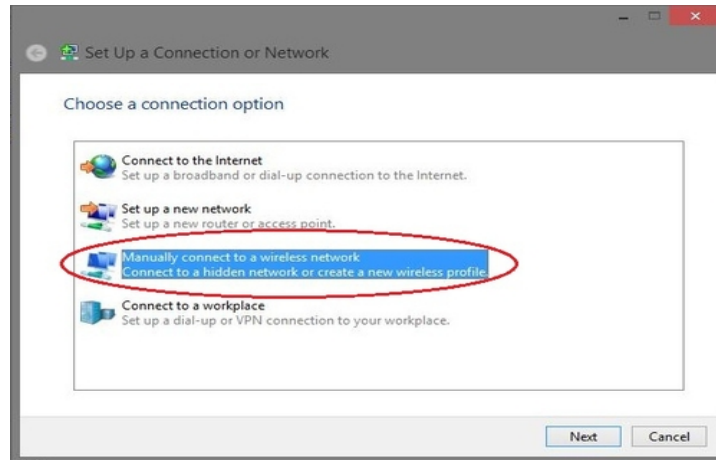 Set Up a Connection or Network
Choose a connection option
Connect to the Internet
Set up a broadband or dial-up connection to the Internet.
Set up a new network
Set up a new router or access point.
Manually connect to a wireless network
Connect to a hidden network or create a new wireless profile.
Connect to a workplace
Set up a dial-up or VPN connection to your workplace.
Next Cancel